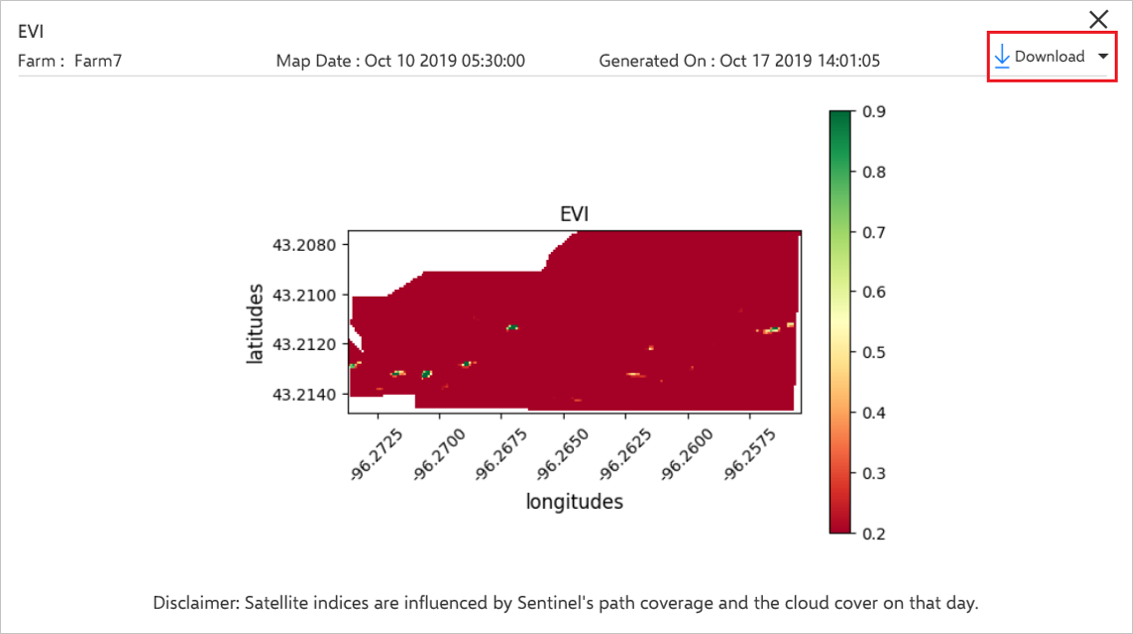 EVI
Farm : Farm7 Map Date : Oct 10 2019 05:30:00 Generated On : Oct 17 2019 14:01:05 Download
EVI
latitudes
43.2080
43.2100
43.2120
43.2140
-96.2725 -96.2700 -96.2675 -96.2650 -96.2625 -96.2600 -96.2575
longitudes
0.9
0.8
0.7
0.6
0.5
0.4
0.3
0.2
Disclaimer: Satellite indices are influenced by Sentinel's path coverage and the cloud cover on that day.